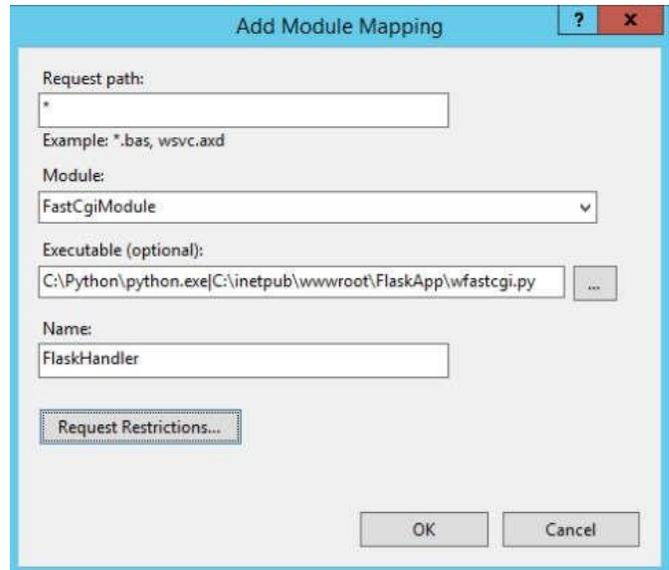 Add Module Mapping
?
x
Request path:
*
Example: *.bas, wsvc.axd
Module:
FastCgiModule
Executable (optional):
C:\Python\python.exe|C:\inetpub\wwwroot\FlaskApp\wfastcgi.py
...
Name:
FlaskHandler
Request Restrictions...
OK
Cancel